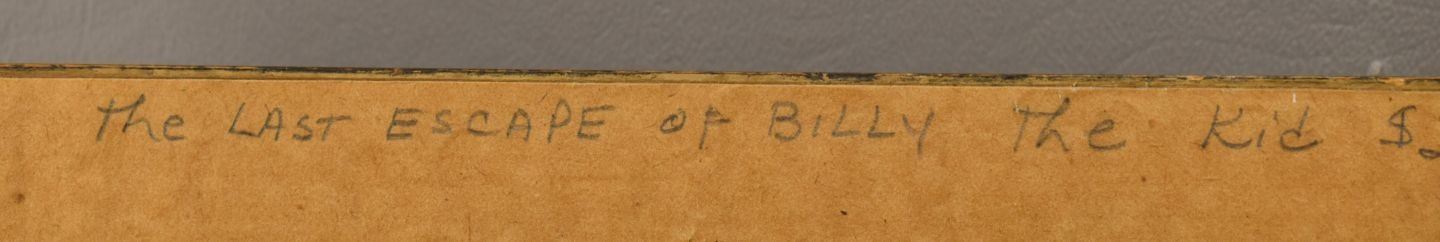 The LAST ESCAPE OF BILLY The Kid $